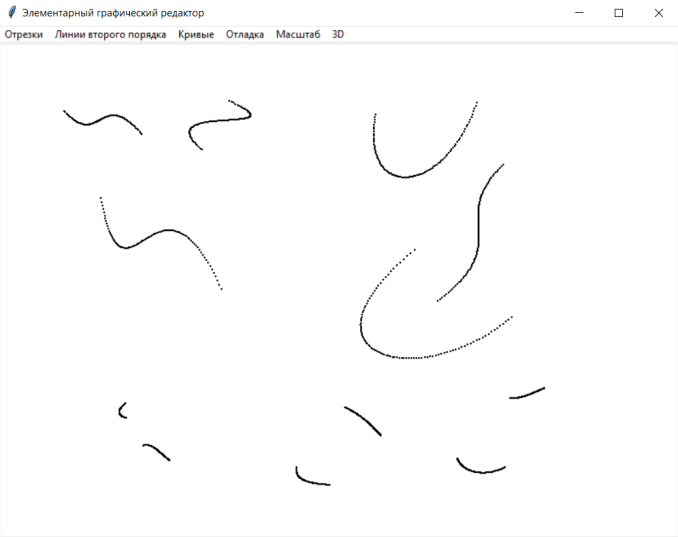 Элементарный графический редактор
Отрезки Линии второго порядка Кривые Отладка Масштаб 3D